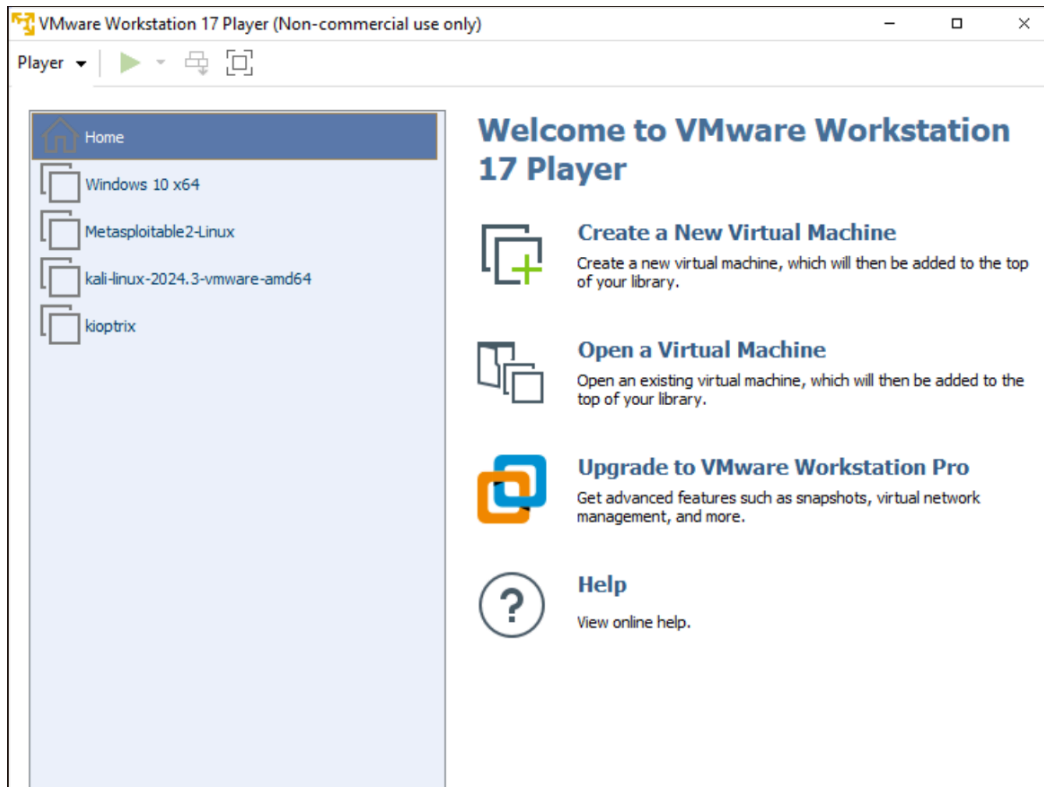 VMware Workstation 17 Player (Non-commercial use only)
Player
Home
Windows 10 x64
Metasploitable2-Linux
kali-linux-2024.3-vmware-amd64
kioptrix
Welcome to VMware Workstation
17 Player
Create a New Virtual Machine
Create a new virtual machine, which will then be added to the top
of your library.
Open a Virtual Machine
Open an existing virtual machine, which will then be added to the
top of your library.
Upgrade to VMware Workstation Pro
Get advanced features such as snapshots, virtual network
management, and more.
?
Help
View online help.